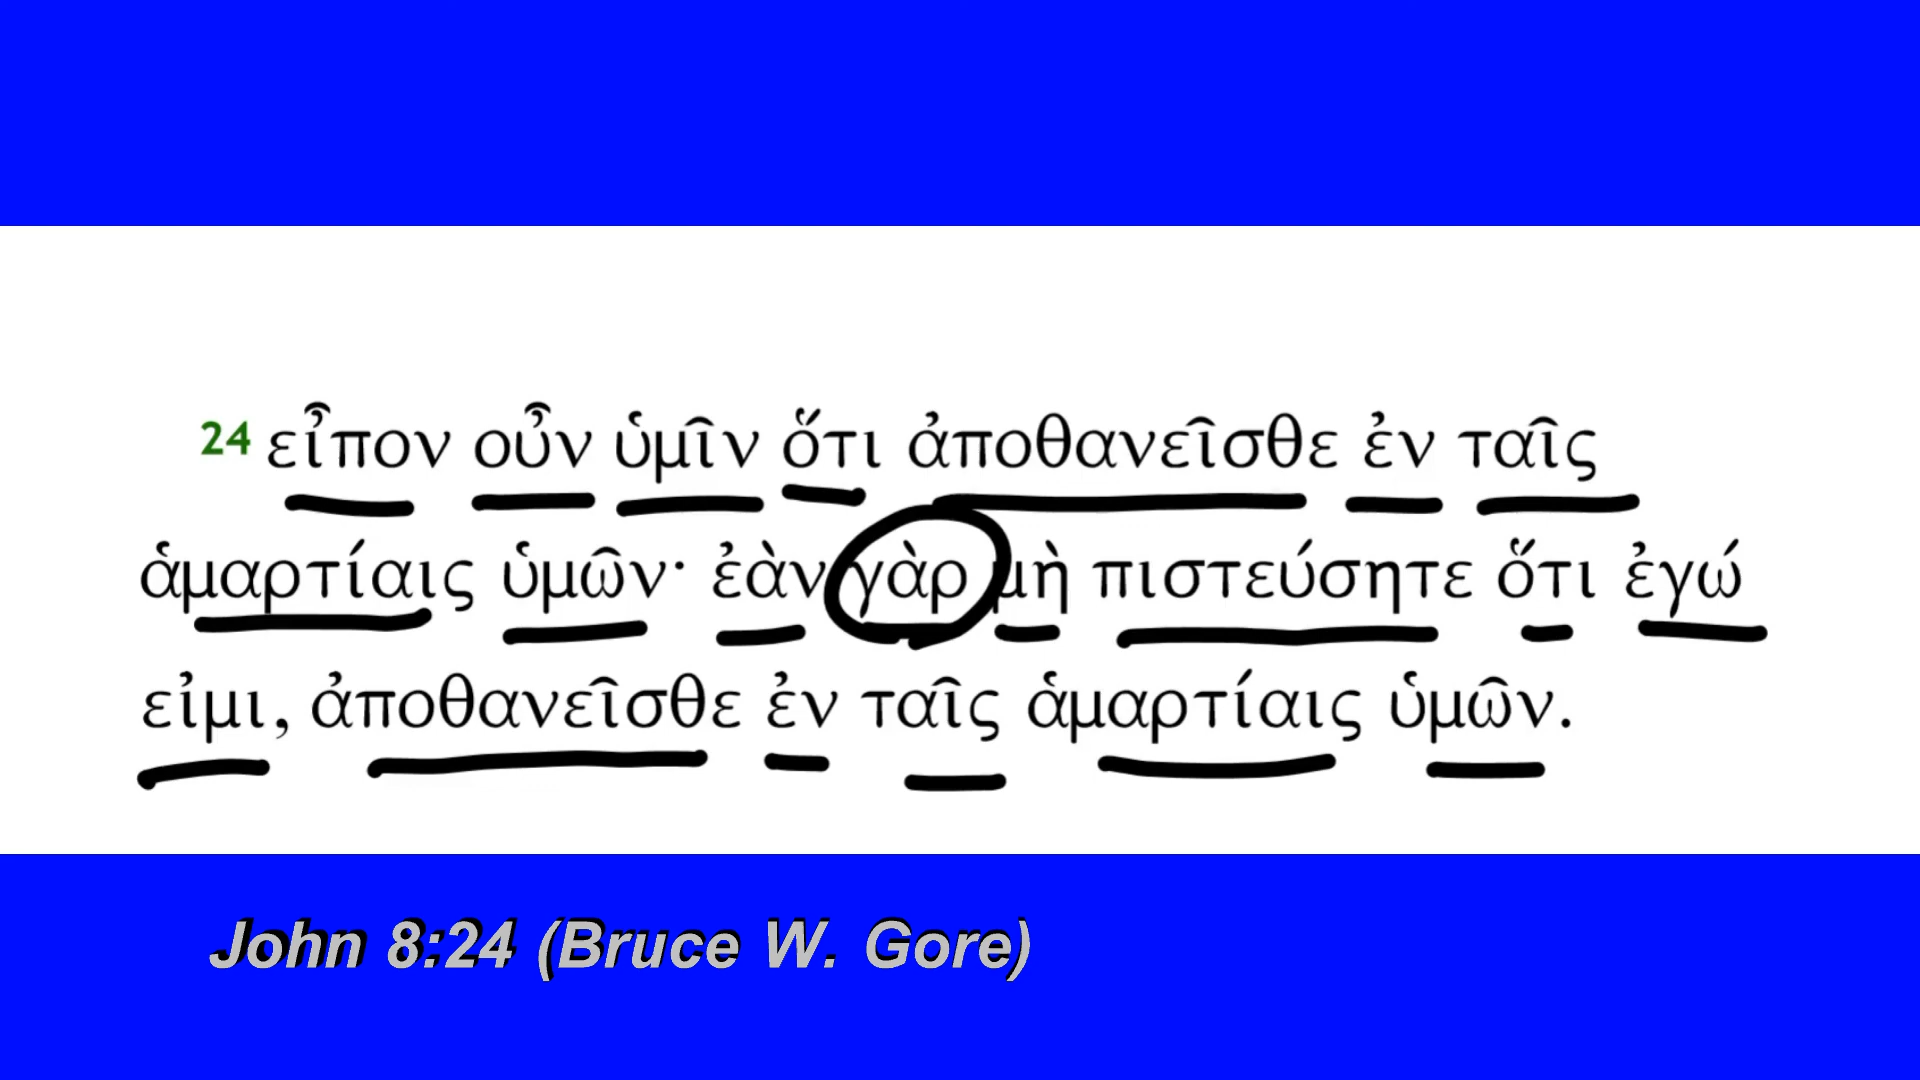 24 εἶπον οὖν ὑμῖν ὅτι ἀποθανεῖσθε ἐν ταῖς
ἁμαρτίαις ὑμῶν· ἐὰν γὰρ μὴ πιστεύσητε ὅτι ἐγώ
εἰμι, ἀποθανεῖσθε ἐν ταῖς ἁμαρτίαις ὑμῶν.
John 8:24 (Bruce W. Gore)